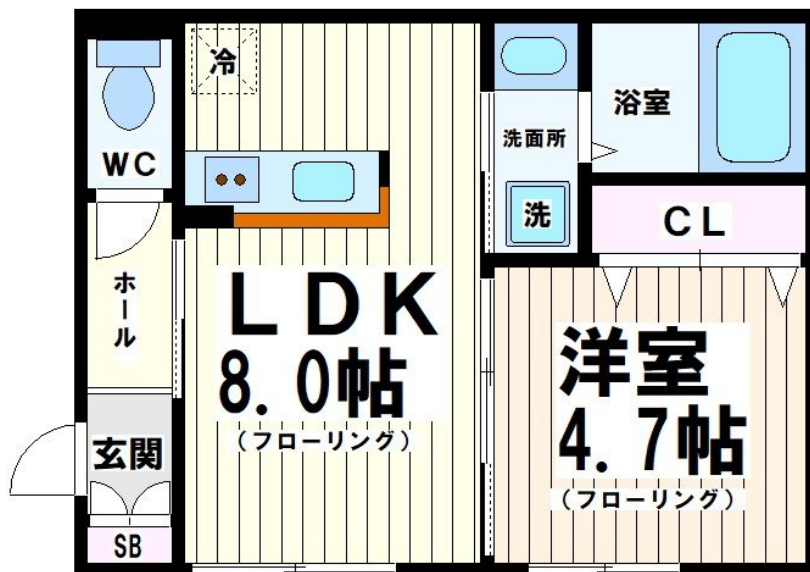 冷
WC
浴室
洗面所
洗
CL
ホール
LDK
8.0帖
(フローリング)
洋室
4.7帖
(フローリング)
玄関
SB